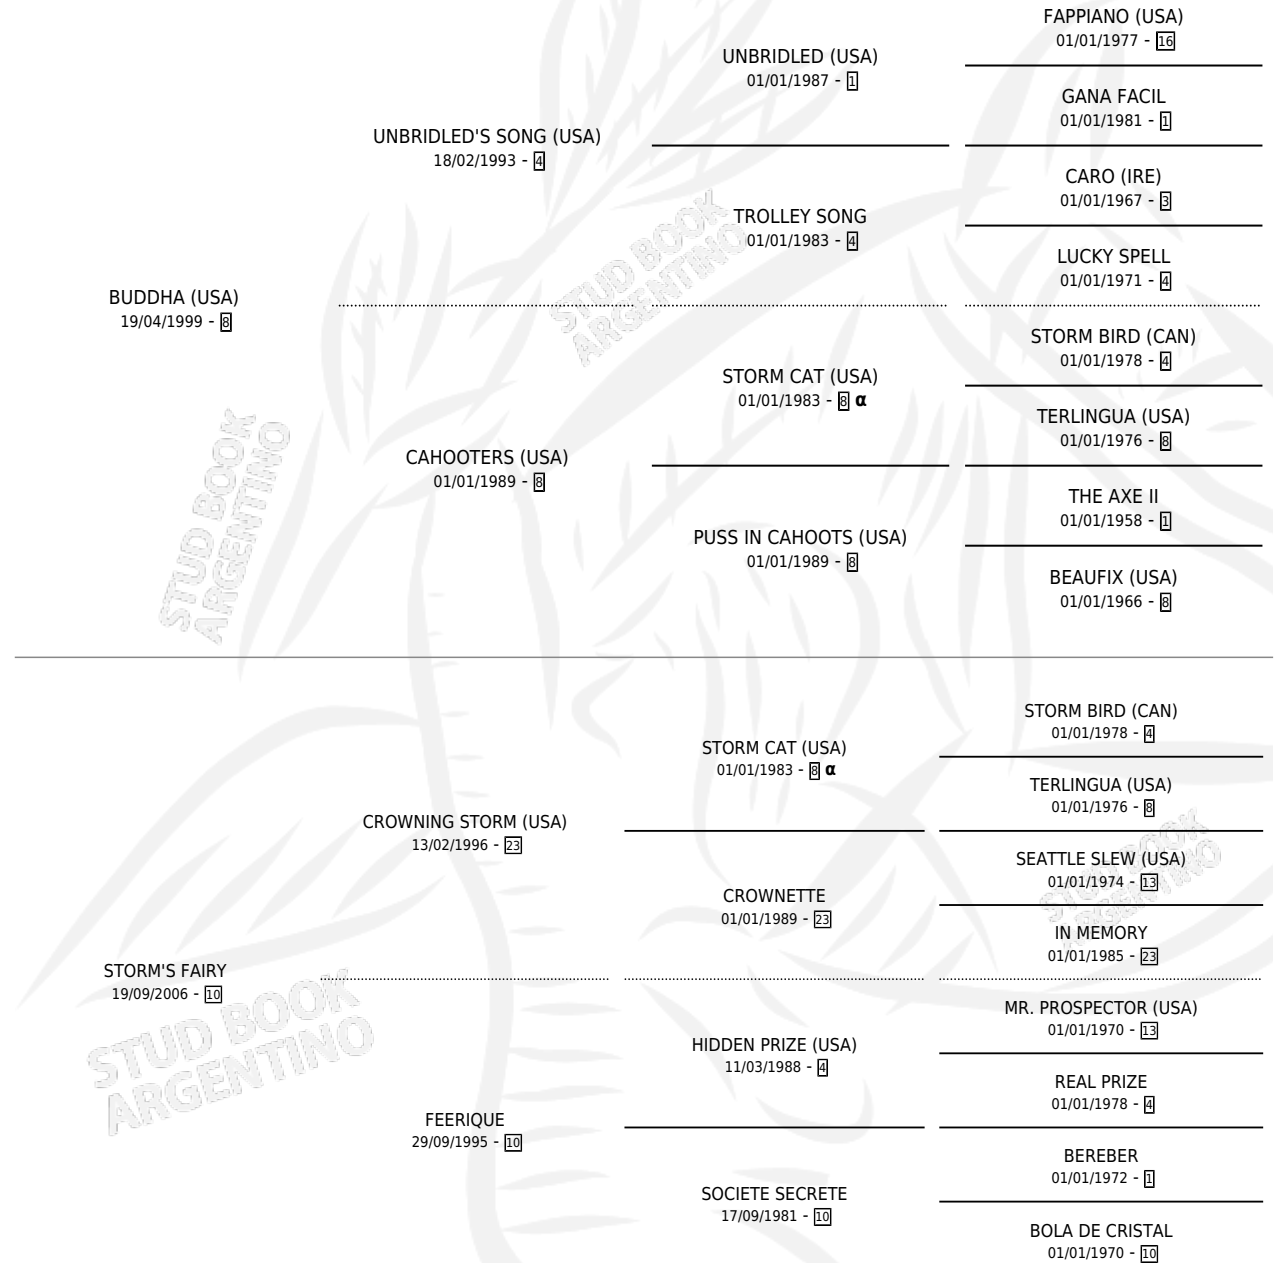 FAPPIANO (USA)
01/01/1977 - 16
UNBRIDLED (USA)
01/01/1987 - 1
GANA FACIL
01/01/1981 - 1
UNBRIDLED'S SONG (USA)
18/02/1993 - 4
CARO (IRE)
01/01/1967 - 3
TROLLEY SONG
01/01/1983 - 4
LUCKY SPELL
01/01/1971 - 4
BUDDHA (USA)
19/04/1999 - 8
STORM BIRD (CAN)
01/01/1978 - 4
STORM CAT (USA)
01/01/1983 - 8 α
TERLINGUA (USA)
01/01/1976 - 8
CAHOOTERS (USA)
01/01/1989 - 8
THE AXE II
01/01/1958 - 1
PUSS IN CAHOOTS (USA)
01/01/1989 - 8
BEAUFIX (USA)
01/01/1966 - 8
STORM BIRD (CAN)
01/01/1978 - 4
STORM CAT (USA)
01/01/1983 - 8 α
TERLINGUA (USA)
01/01/1976 - 8
CROWNING STORM (USA)
13/02/1996 - 23
SEATTLE SLEW (USA)
01/01/1974 - 13
CROWNETTE
01/01/1989 - 23
IN MEMORY
01/01/1985 - 23
STORM'S FAIRY
19/09/2006 - 10
MR. PROSPECTOR (USA)
01/01/1970 - 13
HIDDEN PRIZE (USA)
11/03/1988 - 4
REAL PRIZE
01/01/1978 - 4
FEERIQUE
29/09/1995 - 10
BEREBER
01/01/1972 - 1
SOCIETE SECRETE
17/09/1981 - 10
BOLA DE CRISTAL
01/01/1970 - 10
STUD BOOK
ARGENTINO
STUD BOOK
ARGENTINO
STUD BOOK
ARGENTINO
STUD BOOK
ARGENTINO